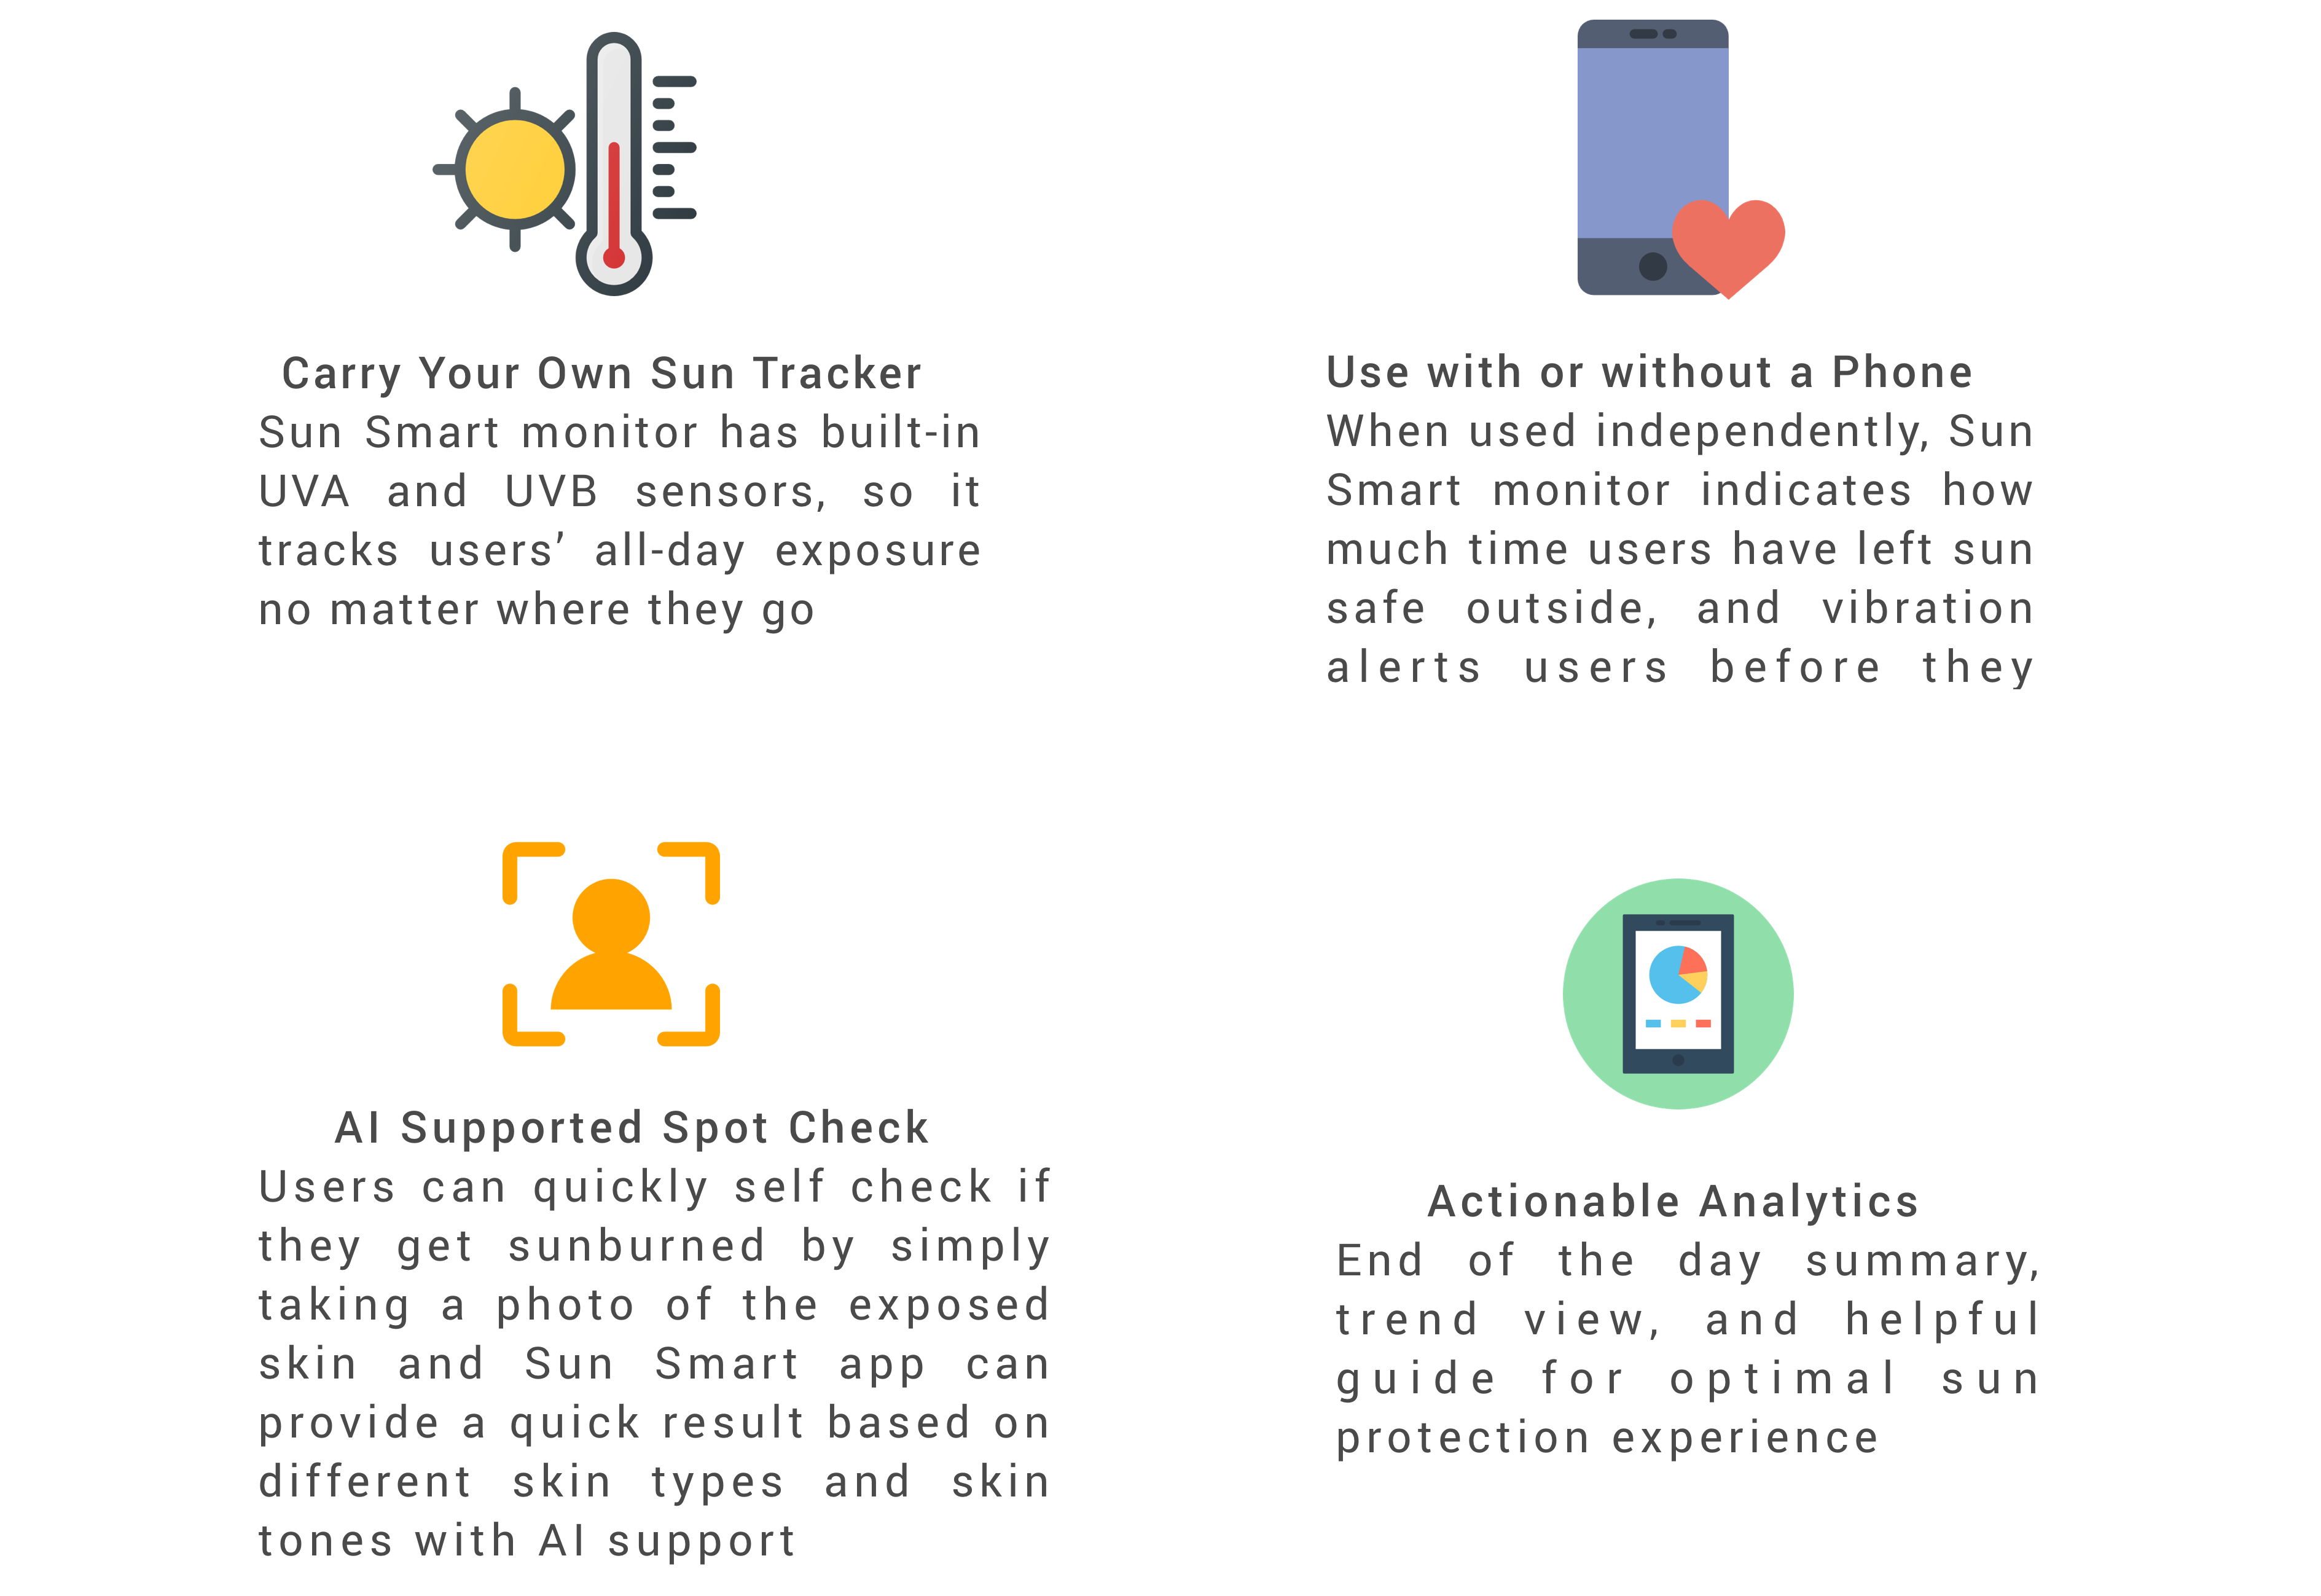 Carry Your Own Sun Tracker
Sun Smart monitor has built-in
UVA and UVB sensors, so it
tracks users’ all-day exposure
no matter where they go
Use with or without a Phone
When used independently, Sun
Smart monitor indicates how
much time users have left sun
safe outside, and vibration
alerts users before they
AI Supported Spot Check
Users can quickly self check if
they get sunburned by simply
taking a photo of the exposed
skin and Sun Smart app can
provide a quick result based on
different skin types and skin
tones with AI support
Actionable Analytics
End of the day summary,
trend view, and helpful
guide for optimal sun
protection experience